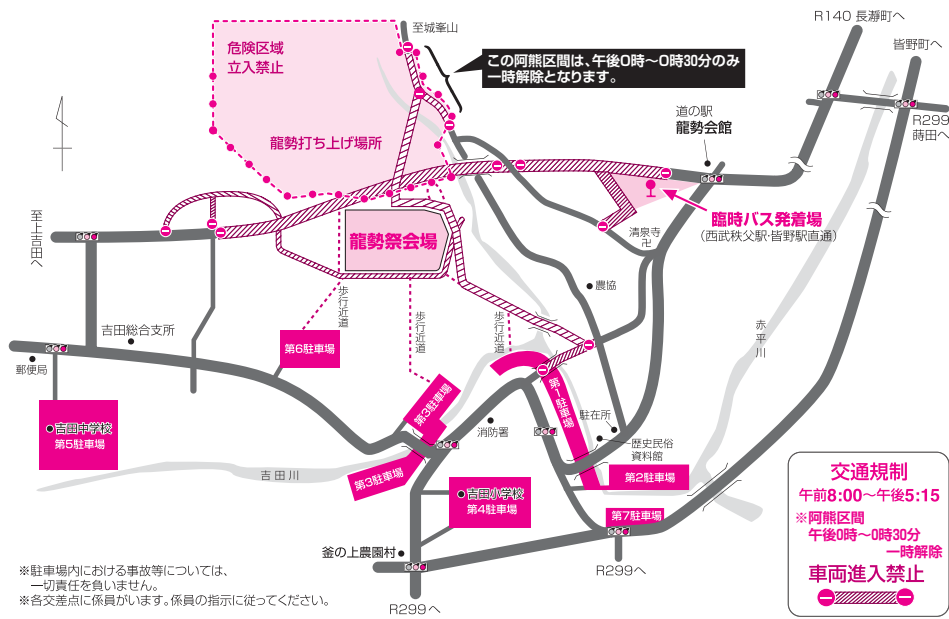 至城峯山
R140 長瀞町へ
皆野町へ
危険区域
立入禁止
この阿熊区間は、午後0時～0時30分のみ
一時解除となります。
道の駅
龍勢会館
R299
蒔田へ
龍勢打ち上げ場所
臨時バス発着場
（西武秩父駅・皆野駅直通）
至上吉田へ
龍勢祭会場
清泉寺
卍
農協
歩行近道
歩行近道
歩行近道
赤平川
吉田総合支所
第6駐車場
郵便局
第3駐車場
第1駐車場
吉田中学校
第5駐車場
消防署
駐在所
歴史民俗
資料館
吉田川
第3駐車場
第2駐車場
吉田小学校
第4駐車場
第7駐車場
釜の上農園村
R299へ
R299へ
交通規制
午前8:00～午後5:15
※阿熊区間
午後0時～0時30分
一時解除
車両進入禁止
※駐車場内における事故等については、
一切責任を負いません。
※各交差点に係員がいます。係員の指示に従ってください。